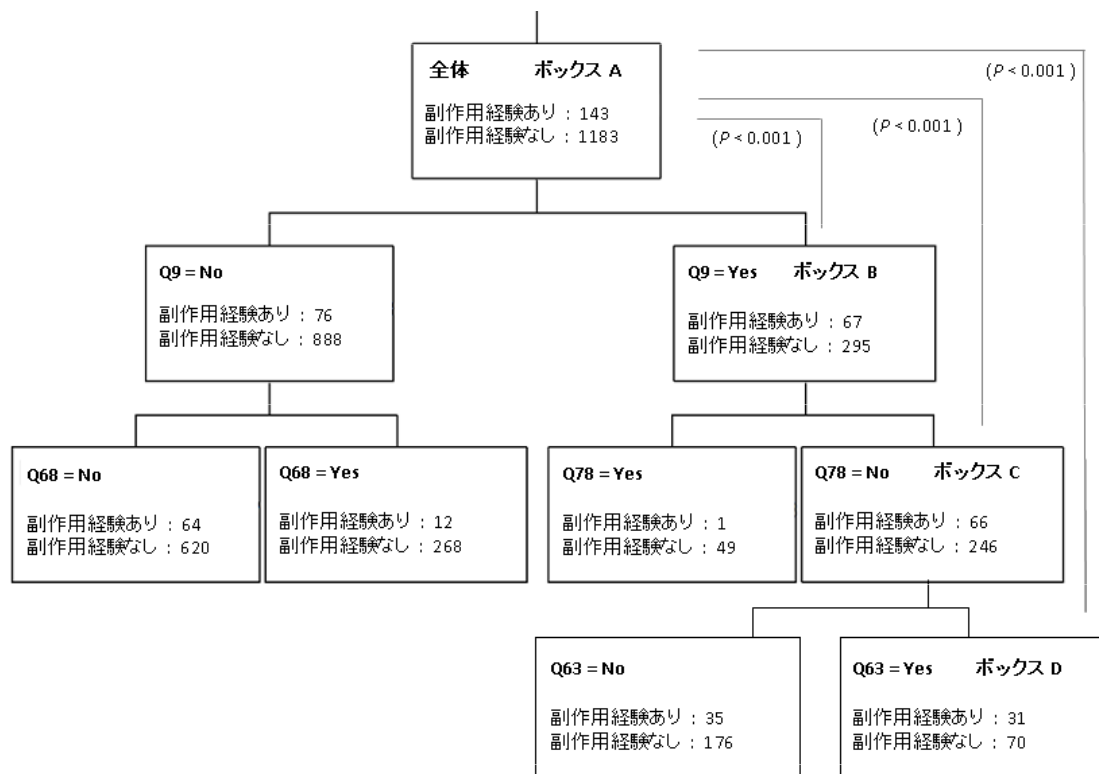 全体 ボックス A
副作用経験あり : 143
副作用経験なし : 1183
(P < 0.001 )
(P < 0.001 )
(P < 0.001 )
Q9 = No
副作用経験あり : 76
副作用経験なし : 888
Q9 = Yes ボックス B
副作用経験あり : 67
副作用経験なし : 295
Q68 = No
副作用経験あり : 64
副作用経験なし : 620
Q68 = Yes
副作用経験あり : 12
副作用経験なし : 268
Q78 = Yes
副作用経験あり : 1
副作用経験なし : 49
Q78 = No ボックス C
副作用経験あり : 66
副作用経験なし : 246
Q63 = No
副作用経験あり : 35
副作用経験なし : 176
Q63 = Yes ボックス D
副作用経験あり : 31
副作用経験なし : 70